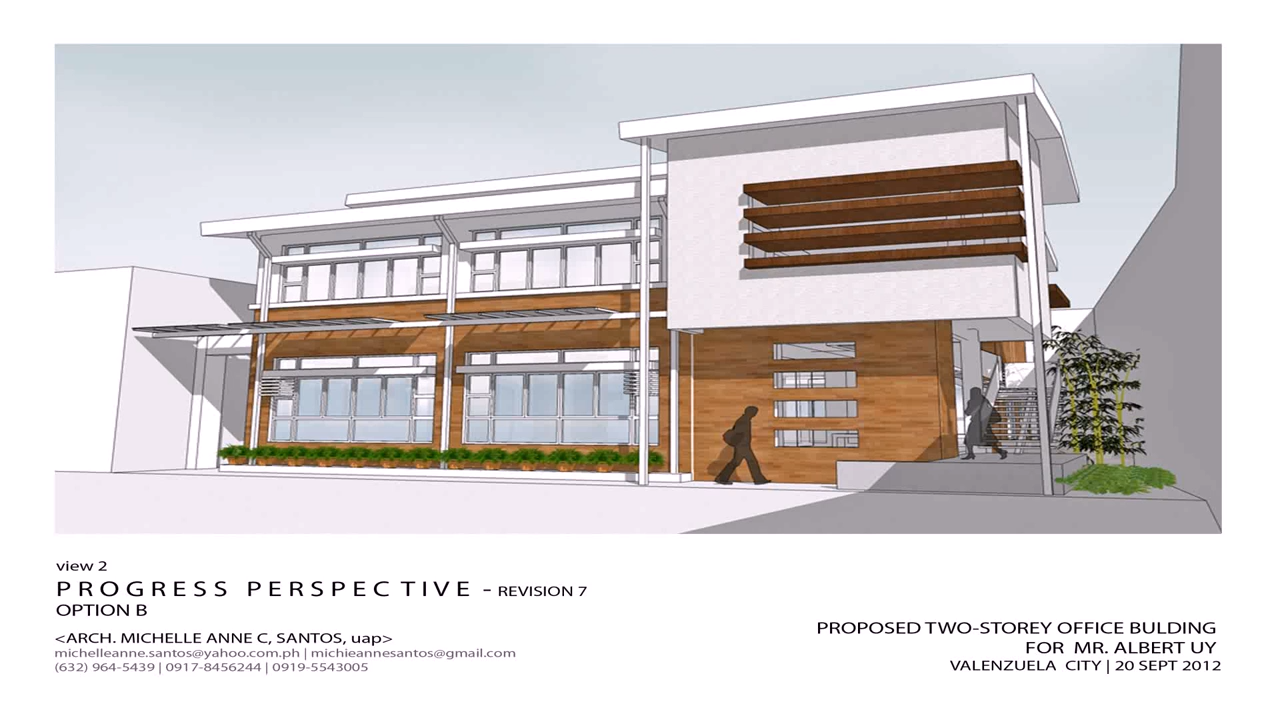 view 2
PROGRESS PERSPECTIVE - REVISION 7
OPTION B
<ARCH. MICHELLE ANNE C, SANTOS, uap>
michelleanne.santos@yahoo.com.ph | michieannesantos@gmail.com
(632) 964-5439 | 0917-8456244 | 0919-5543005
PROPOSED TWO-STOREY OFFICE BULDING
FOR MR. ALBERT UY
VALENZUELA CITY | 20 SEPT 2012